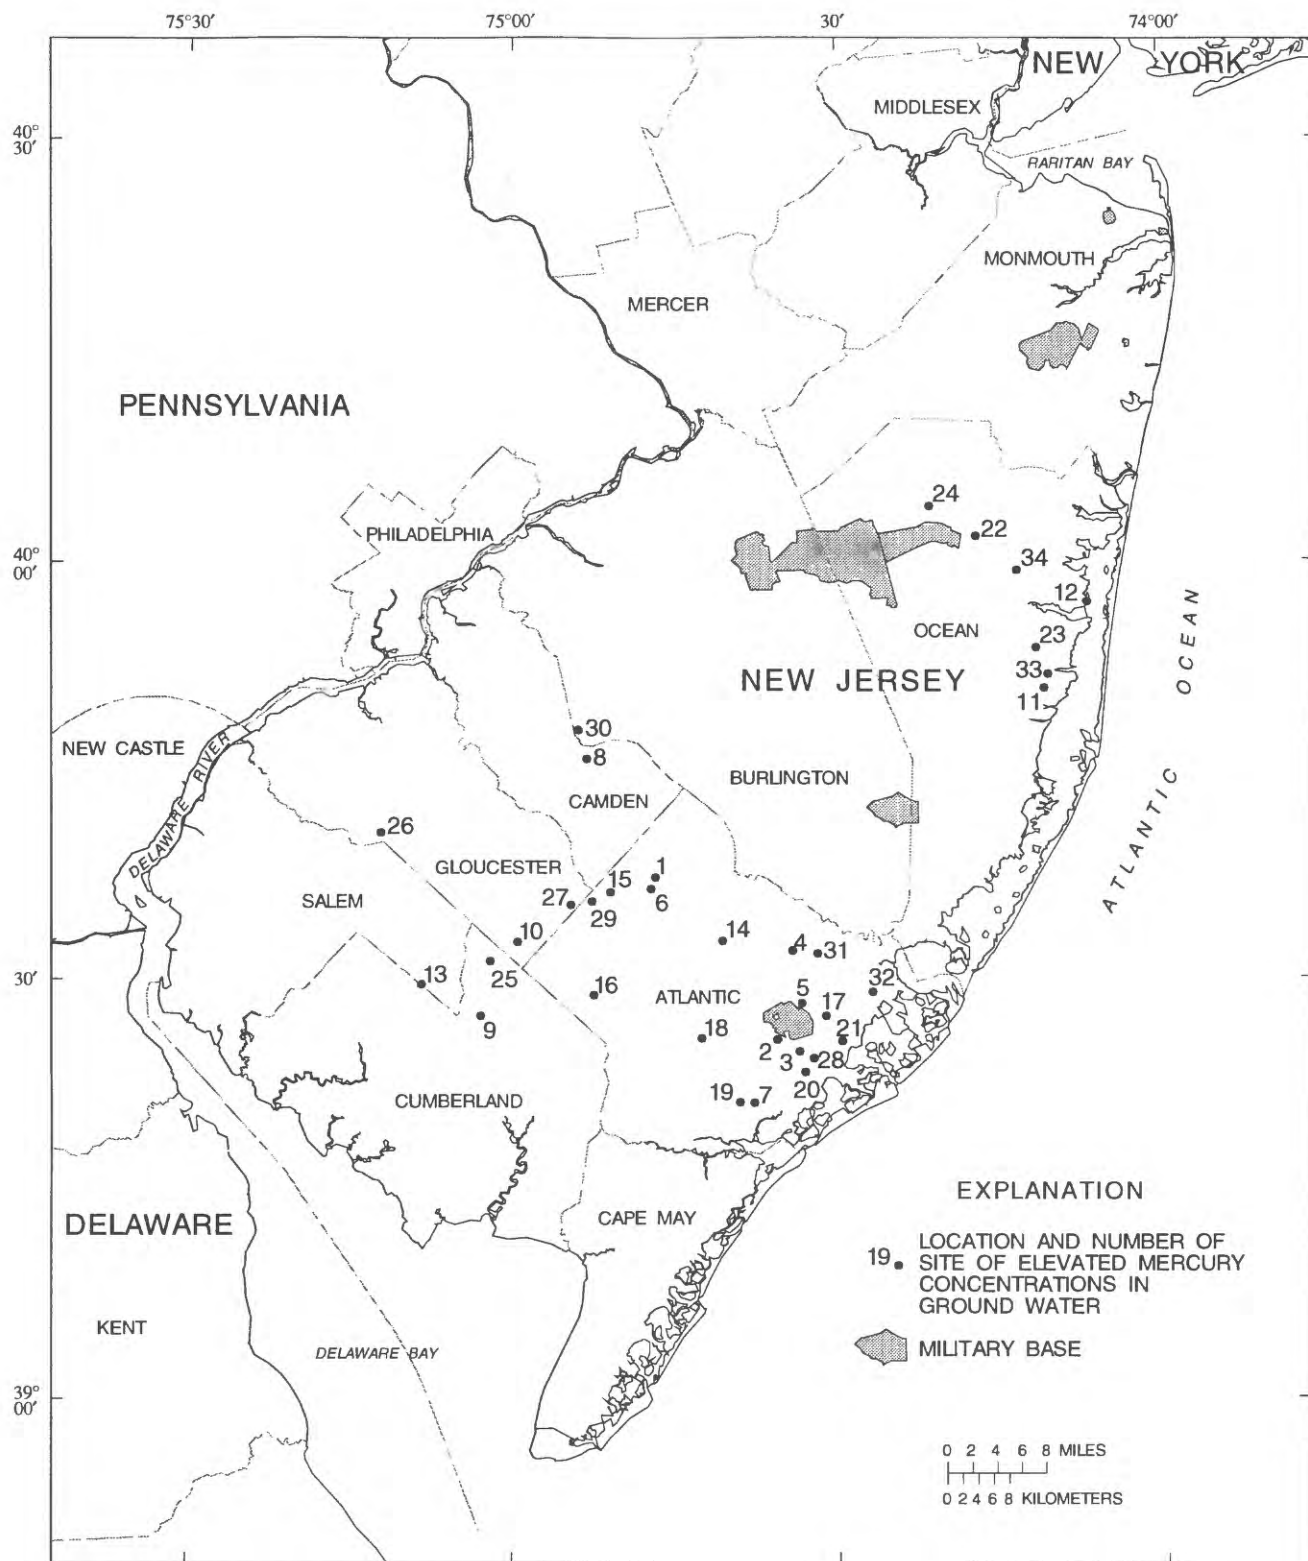 75°30′ 75°00′ 30′ 74°00′
NEW YORK
MIDDLESEX
40°
30′
RARITAN BAY
MONMOUTH
MERCER
PENNSYLVANIA
24
PHILADELPHIA
22
40°
00′
34
12
OCEAN
23
ATLANTIC OCEAN
NEW JERSEY
33
11
30
NEW CASTLE
8
DELAWARE RIVER
BURLINGTON
CAMDEN
26
GLOUCESTER
15
1
SALEM
27
29
6
10
14
4
31
25
13
30′
16
ATLANTIC
5
32
17
9
18
2
21
3
28
20
19
7
CUMBERLAND
EXPLANATION
DELAWARE
CAPE MAY
19
LOCATION AND NUMBER OF
SITE OF ELEVATED MERCURY
CONCENTRATIONS IN
GROUND WATER
KENT
DELAWARE BAY
MILITARY BASE
39°
00′
0 2 4 6 8 MILES
0 2 4 6 8 KILOMETERS